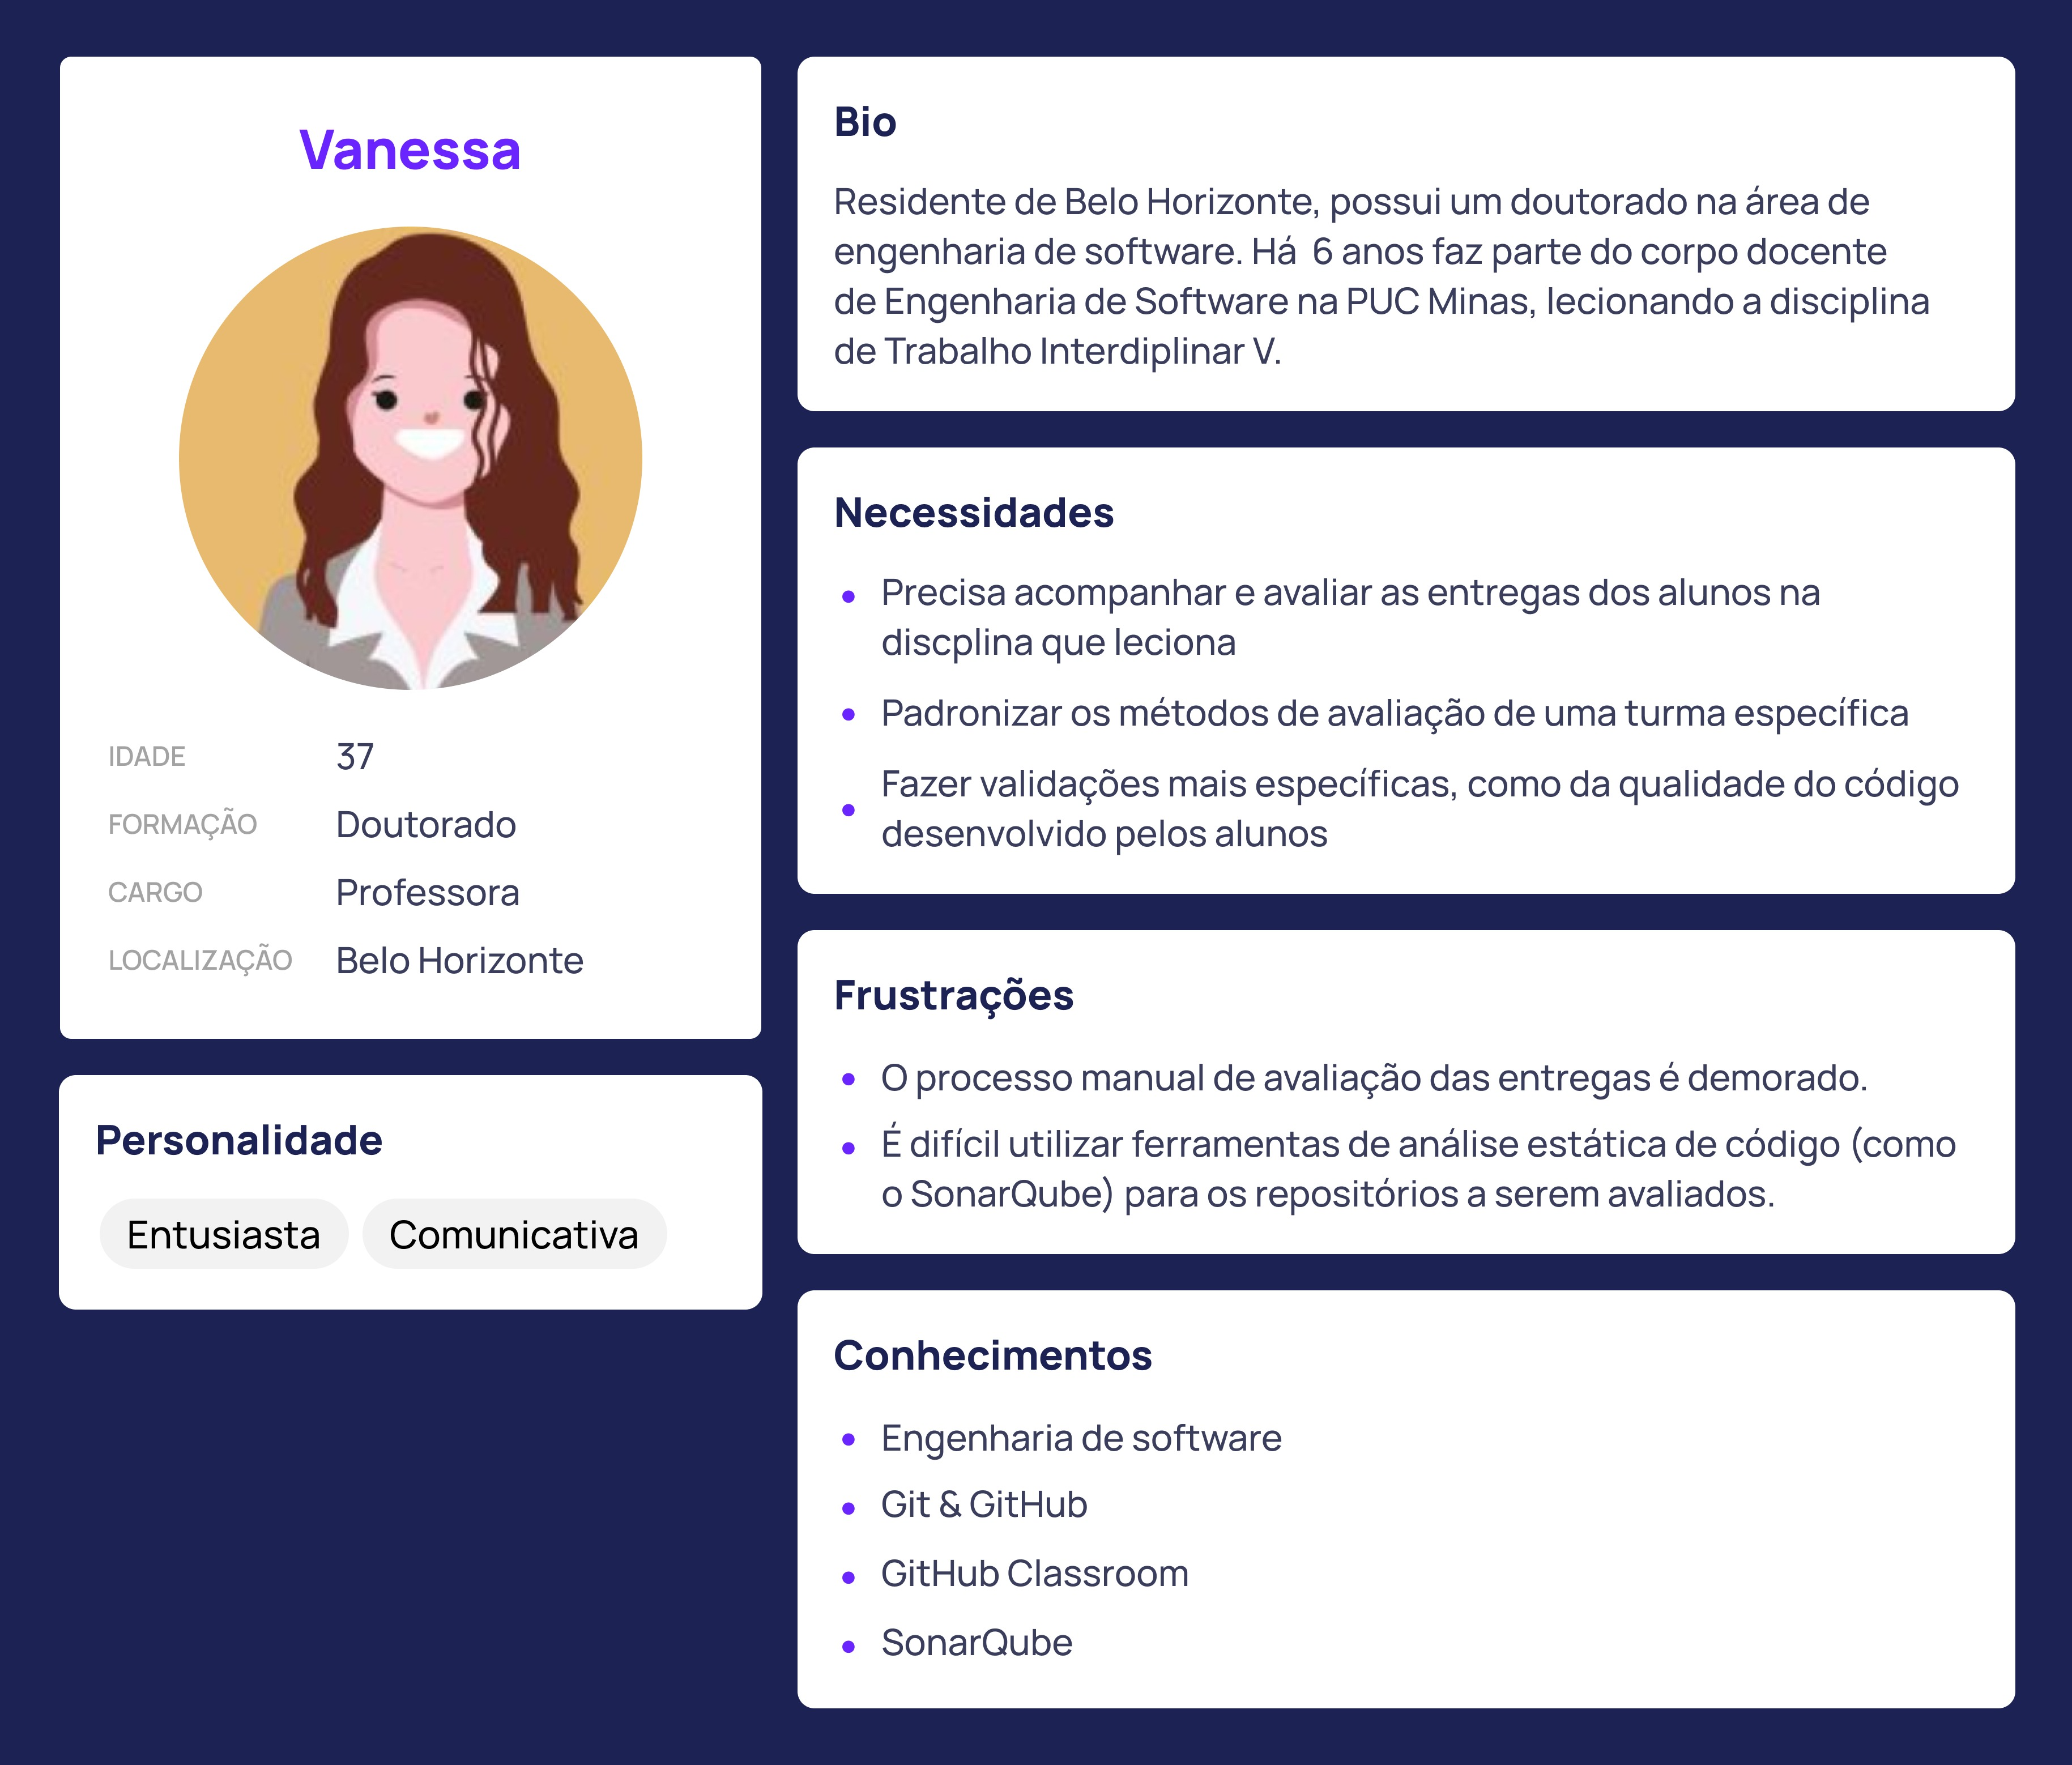 Vanessa
IDADE 37
FORMAÇÃO Doutorado
CARGO Professora
LOCALIZAÇÃO Belo Horizonte
Personalidade
Entusiasta Comunicativa
Bio
Residente de Belo Horizonte, possui um doutorado na área de
engenharia de software. Há  6 anos faz parte do corpo docente
de Engenharia de Software na PUC Minas, lecionando a disciplina
de Trabalho Interdiplinar V.
Necessidades
Precisa acompanhar e avaliar as entregas dos alunos na
discplina que leciona
Padronizar os métodos de avaliação de uma turma específica
Fazer validações mais específicas, como da qualidade do código
desenvolvido pelos alunos
Frustrações
O processo manual de avaliação das entregas é demorado.
É difícil utilizar ferramentas de análise estática de código (como
o SonarQube) para os repositórios a serem avaliados.
Conhecimentos
Engenharia de software
Git & GitHub
GitHub Classroom
SonarQube